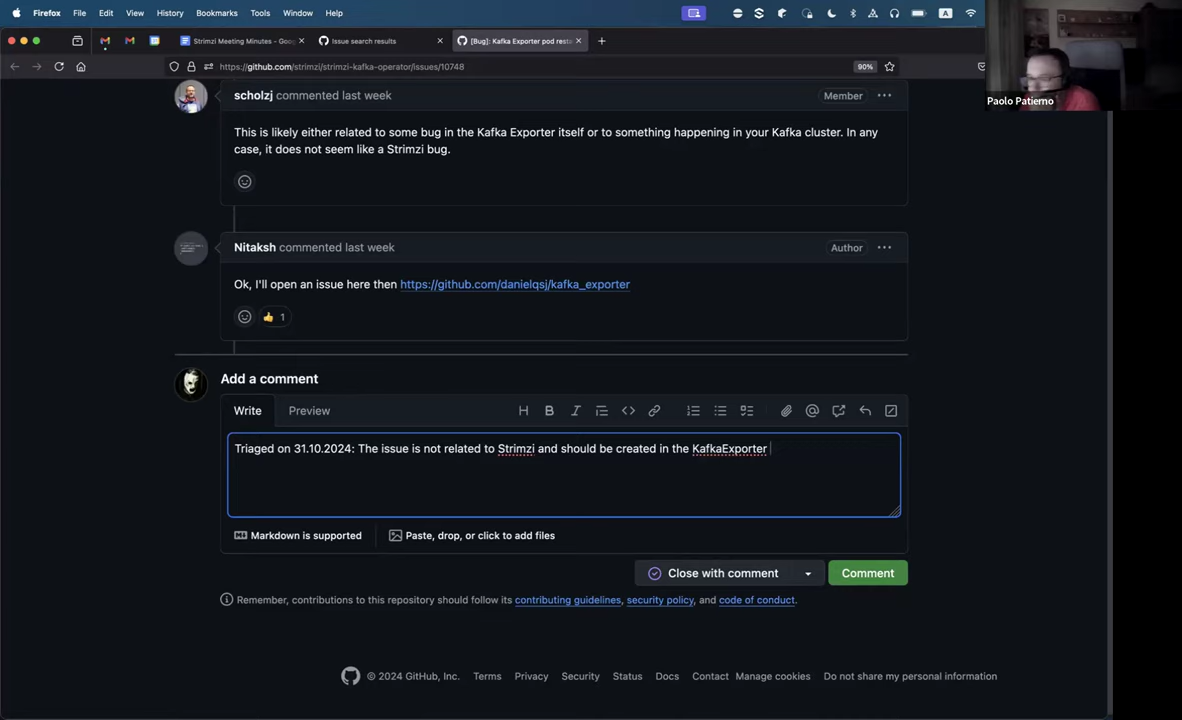 Firefox File Edit View History Bookmarks Tools Window Help
Strimzi Meeting Minutes - Goog
Issue search results
[Bug]: Kafka Exporter pod resta
https://github.com/strimzi/strimzi-kafka-operator/issues/10748
90%
Paolo Patierno
scholzj commented last week
Member
This is likely either related to some bug in the Kafka Exporter itself or to something happening in your Kafka cluster. In any
case, it does not seem like a Strimzi bug.
Nitaksh commented last week
Author
Ok, I'll open an issue here then https://github.com/danielqsj/kafka_exporter
👍 1
Add a comment
Write Preview
Triaged on 31.10.2024: The issue is not related to Strimzi and should be created in the KafkaExporter
Markdown is supported
Paste, drop, or click to add files
Close with comment
Comment
Remember, contributions to this repository should follow its contributing guidelines, security policy, and code of conduct.
© 2024 GitHub, Inc. Terms Privacy Security Status Docs Contact Manage cookies Do not share my personal information